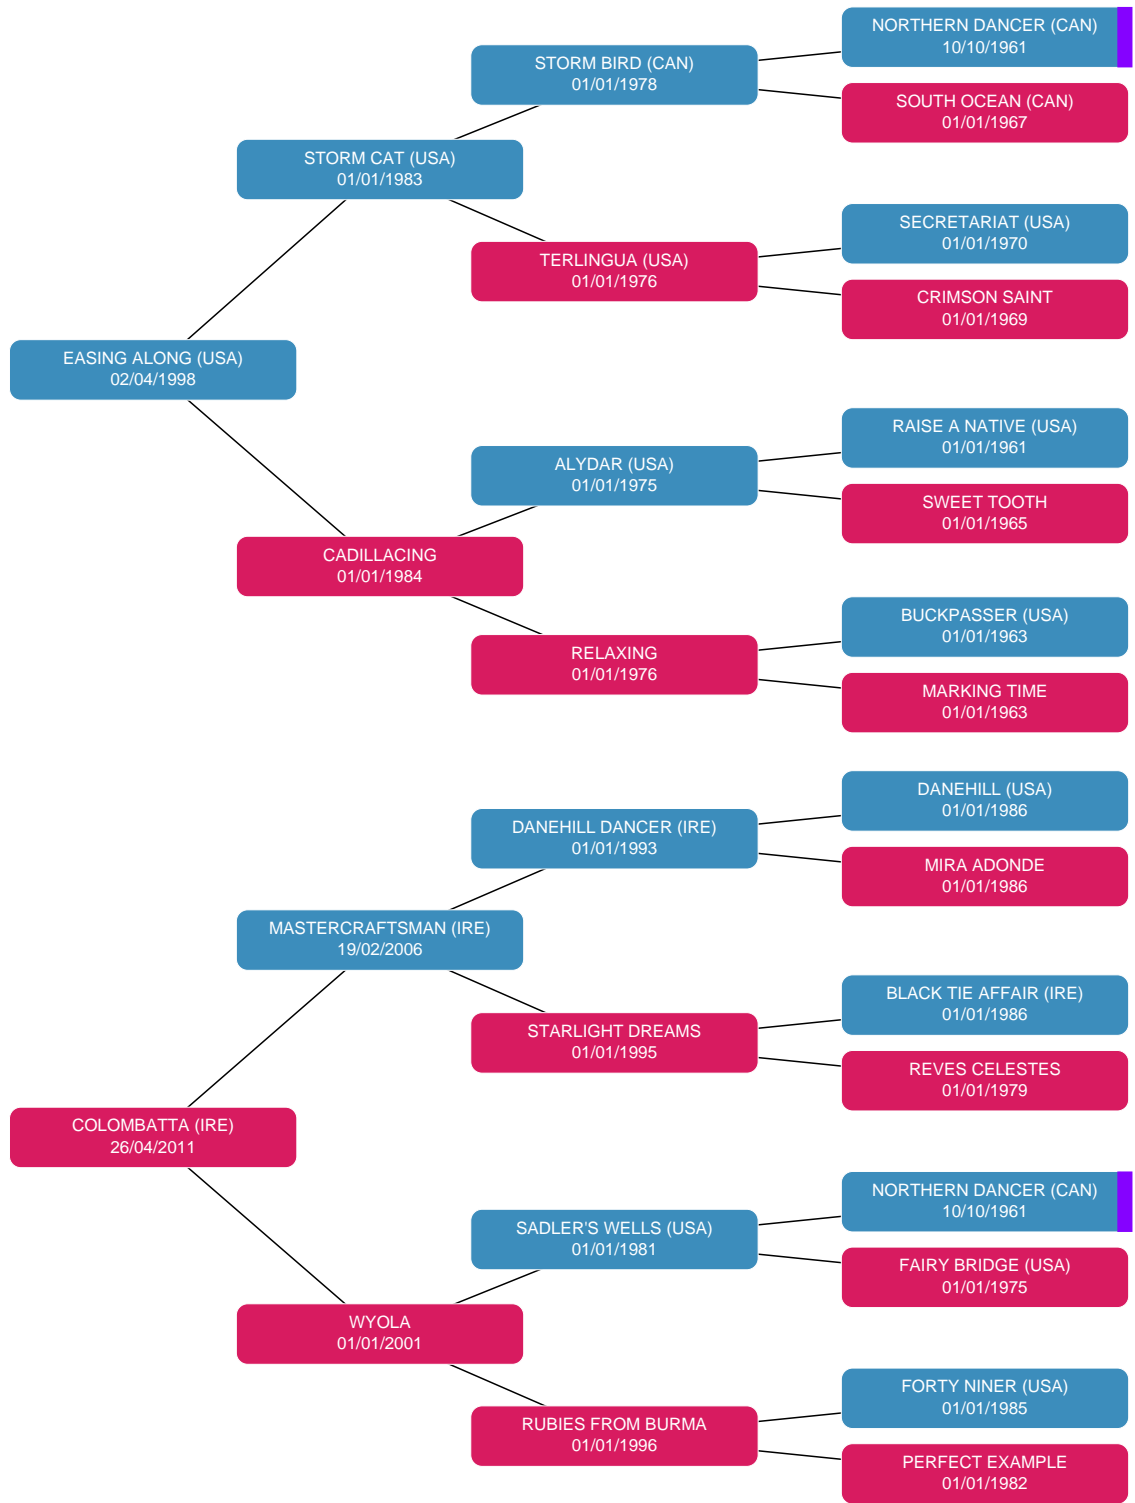 NORTHERN DANCER (CAN)
10/10/1961
STORM BIRD (CAN)
01/01/1978
SOUTH OCEAN (CAN)
01/01/1967
STORM CAT (USA)
01/01/1983
SECRETARIAT (USA)
01/01/1970
TERLINGUA (USA)
01/01/1976
CRIMSON SAINT
01/01/1969
EASING ALONG (USA)
02/04/1998
RAISE A NATIVE (USA)
01/01/1961
ALYDAR (USA)
01/01/1975
SWEET TOOTH
01/01/1965
CADILLACING
01/01/1984
BUCKPASSER (USA)
01/01/1963
RELAXING
01/01/1976
MARKING TIME
01/01/1963
DANEHILL (USA)
01/01/1986
DANEHILL DANCER (IRE)
01/01/1993
MIRA ADONDE
01/01/1986
MASTERCRAFTSMAN (IRE)
19/02/2006
BLACK TIE AFFAIR (IRE)
01/01/1986
STARLIGHT DREAMS
01/01/1995
REVES CELESTES
01/01/1979
COLOMBATTA (IRE)
26/04/2011
NORTHERN DANCER (CAN)
10/10/1961
SADLER'S WELLS (USA)
01/01/1981
FAIRY BRIDGE (USA)
01/01/1975
WYOLA
01/01/2001
FORTY NINER (USA)
01/01/1985
RUBIES FROM BURMA
01/01/1996
PERFECT EXAMPLE
01/01/1982